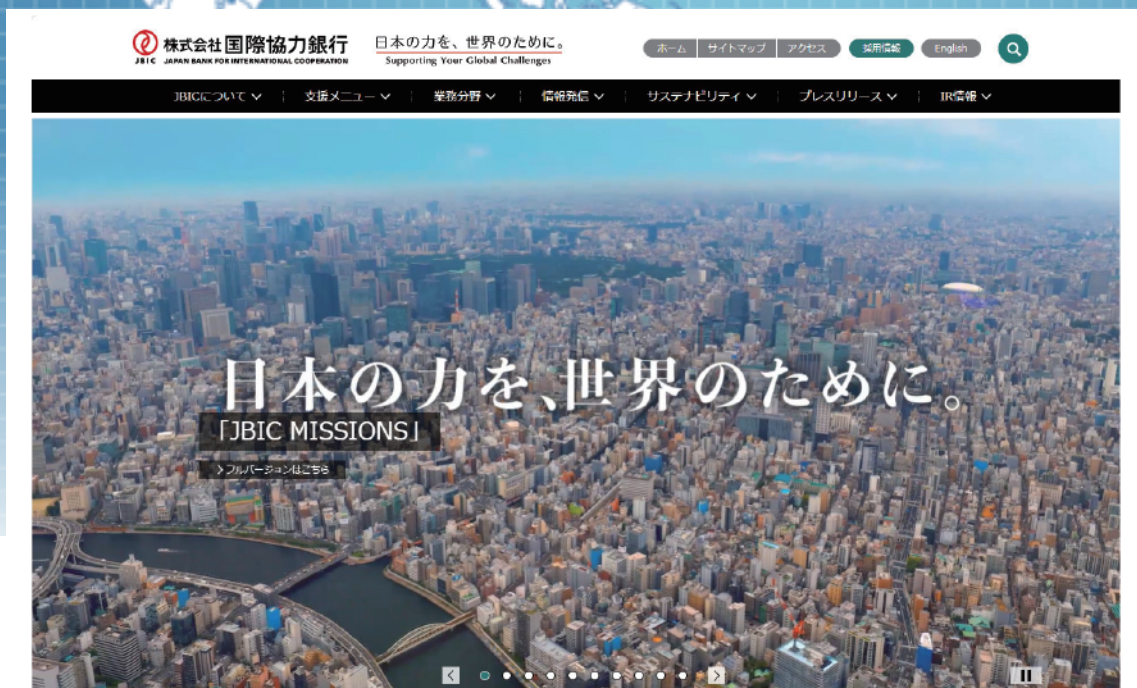 株式会社国際協力銀行
JBIC JAPAN BANK FOR INTERNATIONAL COOPERATION
日本の力を、世界のために。
Supporting Your Global Challenges
ホーム サイトマップ アクセス 採用情報 English
JBICについて 支援メニュー 業務分野 情報発信 サステナビリティ プレスリリース IR情報
日本の力を、世界のために。
「JBIC MISSIONS」
フルバージョンはこちら